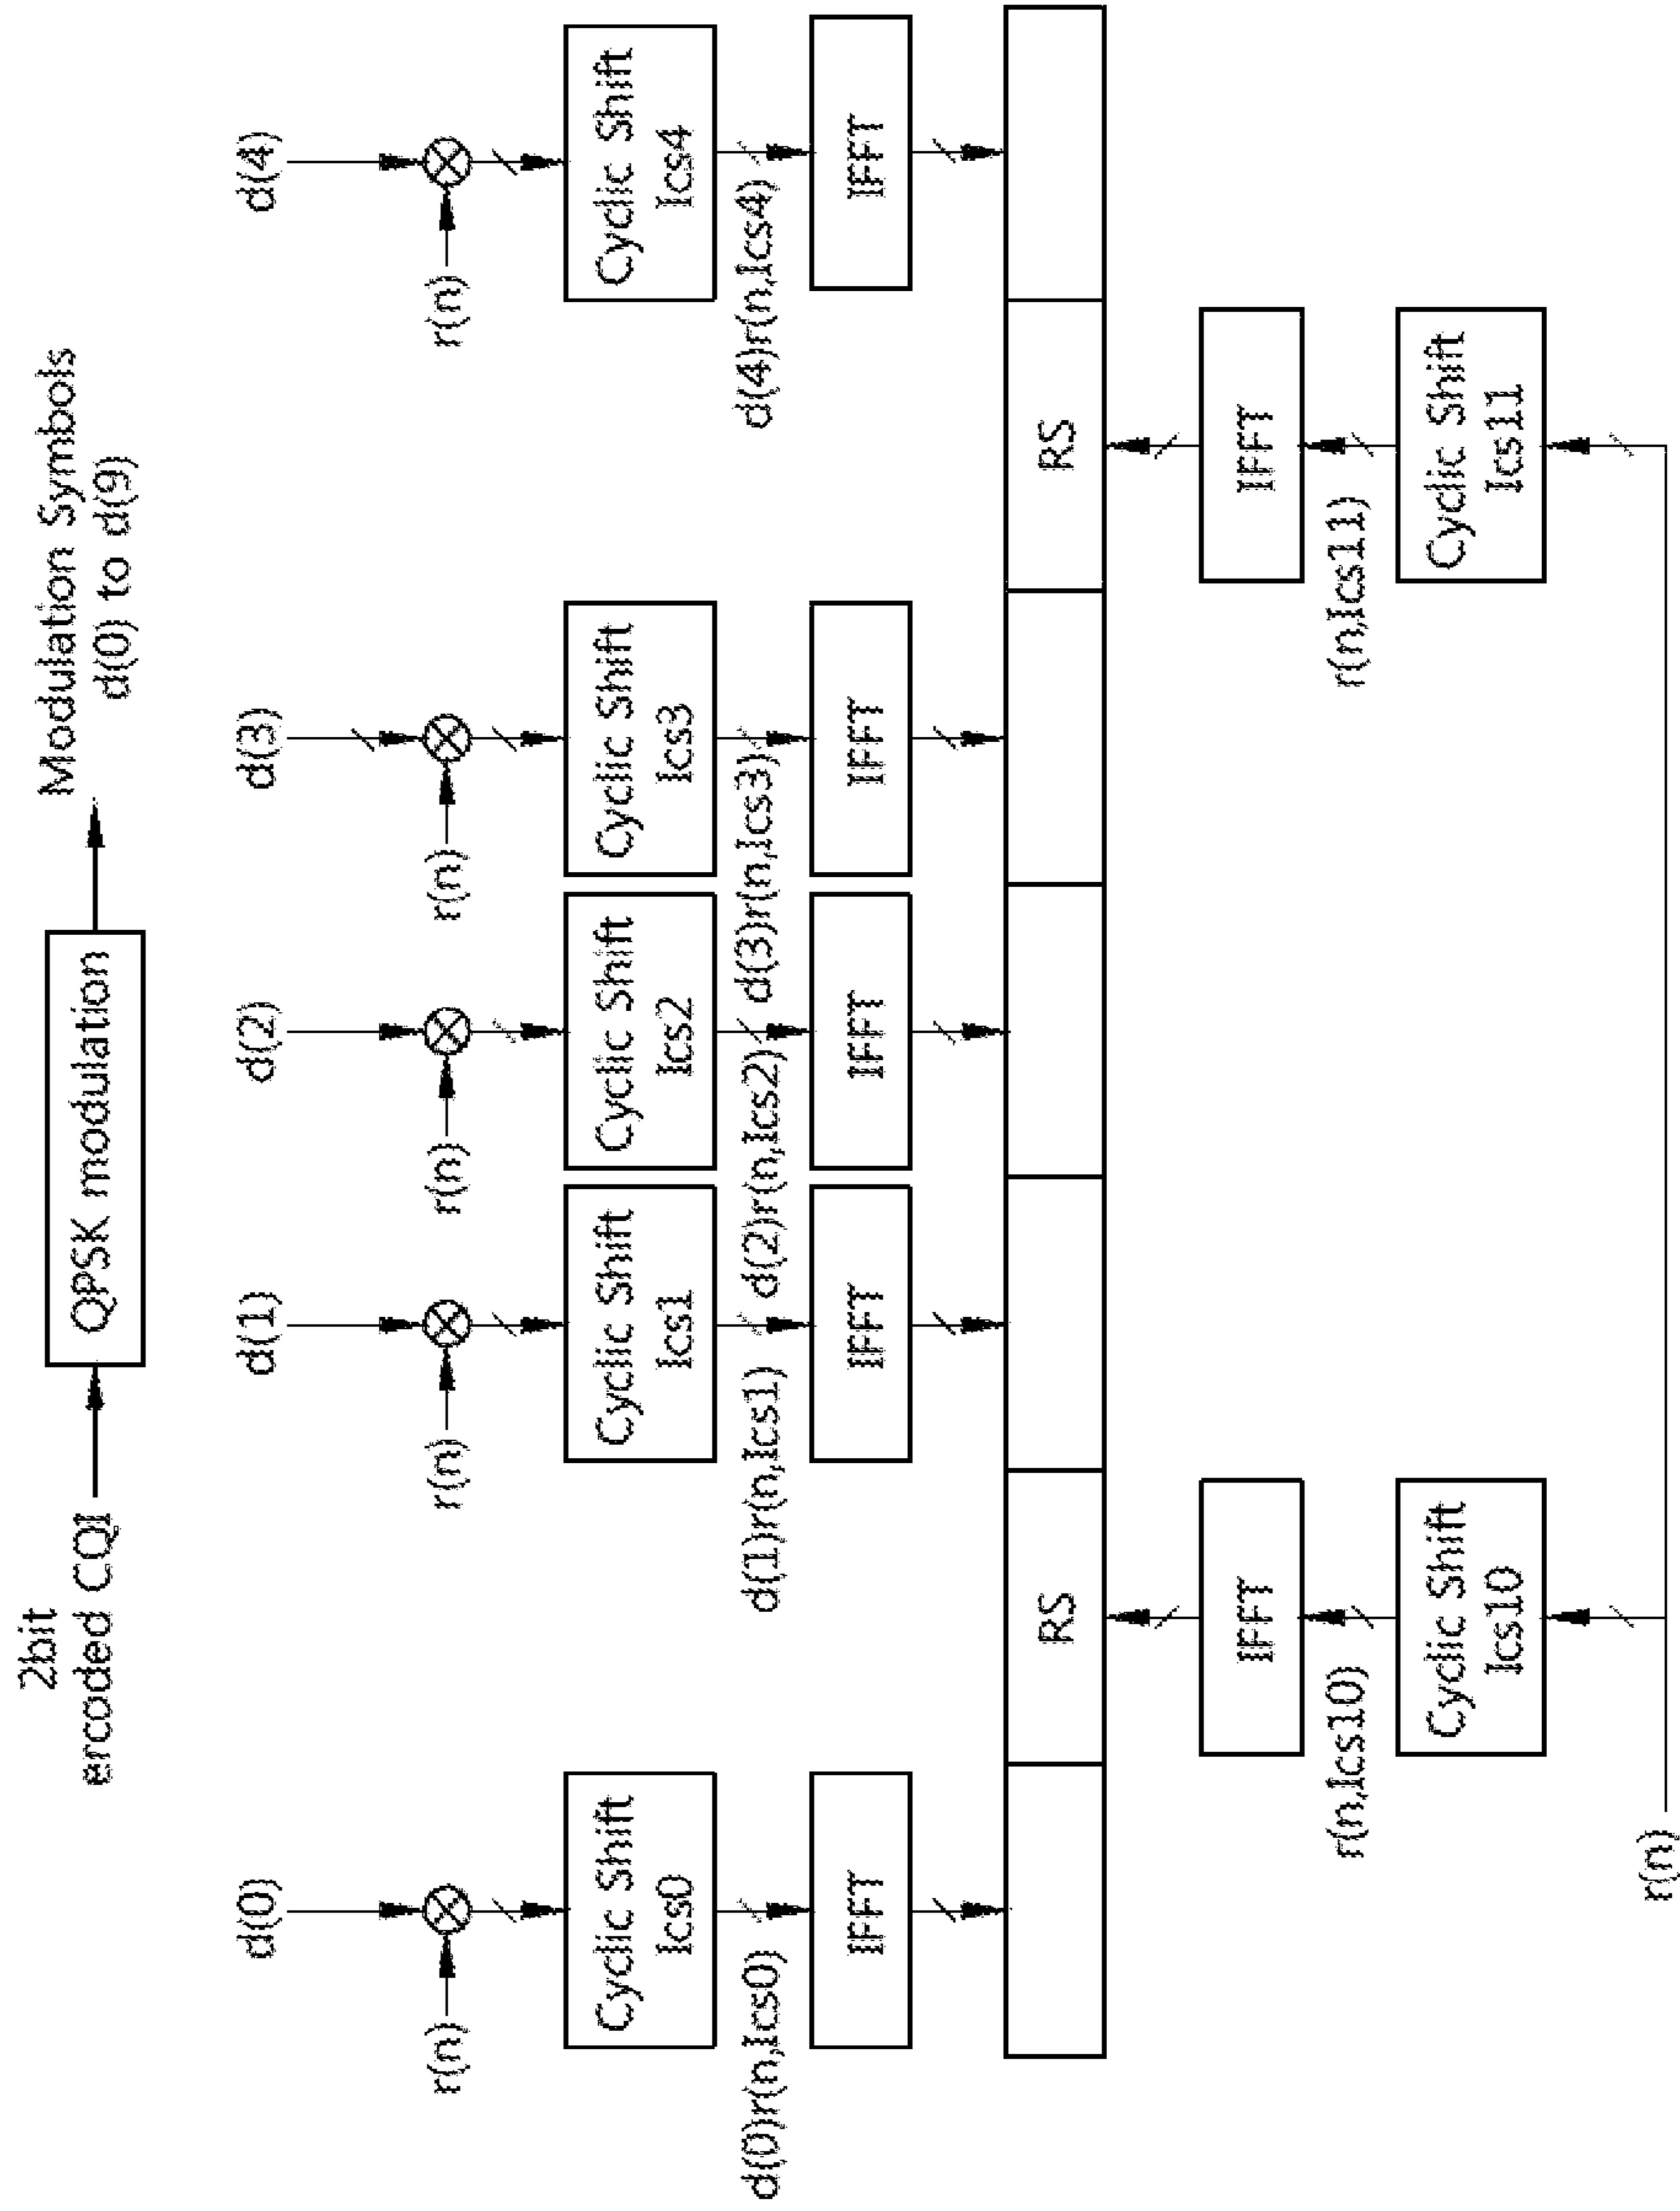 2bit
ercoded CQI
QPSK modulation
Modulation Symbols
d(0) to d(9)
d(0)
d(1)
d(2)
d(3)
d(4)
r(n)
r(n)
r(n)
r(n)
r(n)
Cyclic Shift
Ics0
Cyclic Shift
Ics1
Cyclic Shift
Ics2
Cyclic Shift
Ics3
Cyclic Shift
Ics4
d(0)r(n,Ics0)
d(1)r(n,Ics1)
d(2)r(n,Ics2)
d(3)r(n,Ics3)
d(4)r(n,Ics4)
IFFT
IFFT
IFFT
IFFT
IFFT
RS
RS
IFFT
IFFT
r(n,Ics10)
r(n,Ics11)
Cyclic Shift
Ics10
Cyclic Shift
Ics11
r(n)